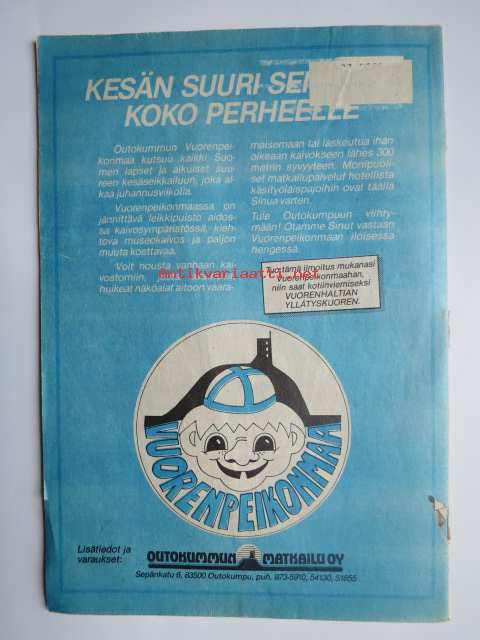 KESÄN SUURI
KOKO PERHEELLE
Outokummun Vuorenpei-
konmaa kutsuu kaikki Suo-
men lapset ja aikuiset suu-
reen kesäseikkailuun, joka al-
kaa juhannusviikolla.
Vuorenpeikonmaassa on
jännittävä leikkipuisto aidos-
sa kaivosympäristössä, kieh-
tova museokaivos ja paljon
muuta koettavaa.
Voit nousta vanhaan kai-
vostorniin,
huikeat näköalat aitoon vaara-
maisemaan tai laskeutua ihan
oikeaan kaivokseen lähes 300
metrin syvyyteen. Monipuoli-
set matkailupalvelut hotellista
käsityöläispajoihin ovat täällä
Sinua varten.
Tule Outokumpuun viihty-
mään! Otamme Sinut vastaan
Vuorenpeikonmaan iloisessa
hengessä.
antikvariaatti.net
Tuo tämä ilmoitus mukanasi
Vuorenpeikonmaahan,
niin saat kotiinviemiseksi
VUORENHALTIAN
YLLÄTYSKUOREN.
VUORENPEIKONMAA
Lisätiedot ja
varaukset:
OUTOKUMMUN MATKAILU OY
Sepänkatu 6, 83500 Outokumpu, puh. 973-5910, 54130, 51655